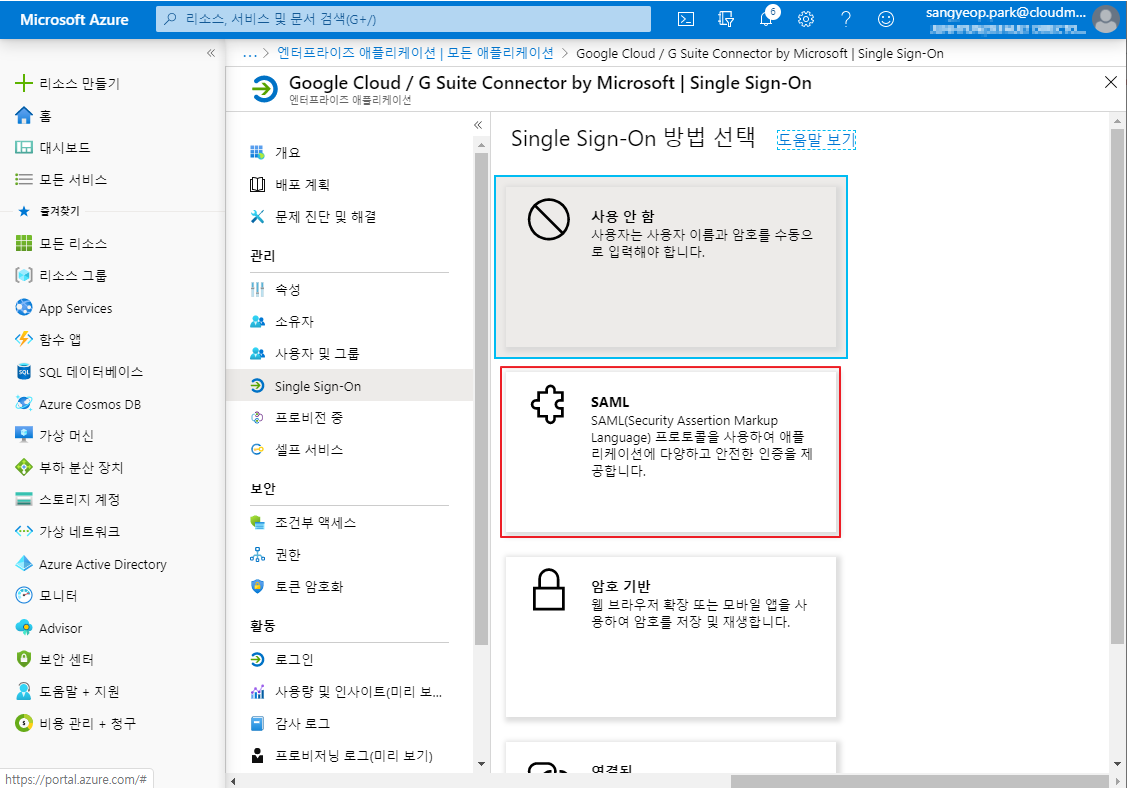 Microsoft Azure
리소스, 서비스 및 문서 검색(G+/)
6
sangyeop.park@cloudm...
... > 엔터프라이즈 애플리케이션 | 모든 애플리케이션 > Google Cloud / G Suite Connector by Microsoft | Single Sign-On
Google Cloud / G Suite Connector by Microsoft | Single Sign-On
엔터프라이즈 애플리케이션
리소스 만들기
홈
대시보드
모든 서비스
즐겨찾기
모든 리소스
리소스 그룹
App Services
함수 앱
SQL 데이터베이스
Azure Cosmos DB
가상 머신
부하 분산 장치
스토리지 계정
가상 네트워크
Azure Active Directory
모니터
Advisor
보안 센터
도움말 + 지원
비용 관리 + 청구
https://portal.azure.com/#
개요
배포 계획
문제 진단 및 해결
관리
속성
소유자
사용자 및 그룹
Single Sign-On
프로비전 중
셀프 서비스
보안
조건부 액세스
권한
토큰 암호화
활동
로그인
사용량 및 인사이트(미리 보...
감사 로그
프로비저닝 로그(미리 보기)
Single Sign-On 방법 선택 도움말 보기
사용 안 함
사용자는 사용자 이름과 암호를 수동으
로 입력해야 합니다.
SAML
SAML(Security Assertion Markup
Language) 프로토콜을 사용하여 애플
리케이션에 다양하고 안전한 인증을 제
공합니다.
암호 기반
웹 브라우저 확장 또는 모바일 앱을 사
용하여 암호를 저장 및 재생합니다.
연결됨